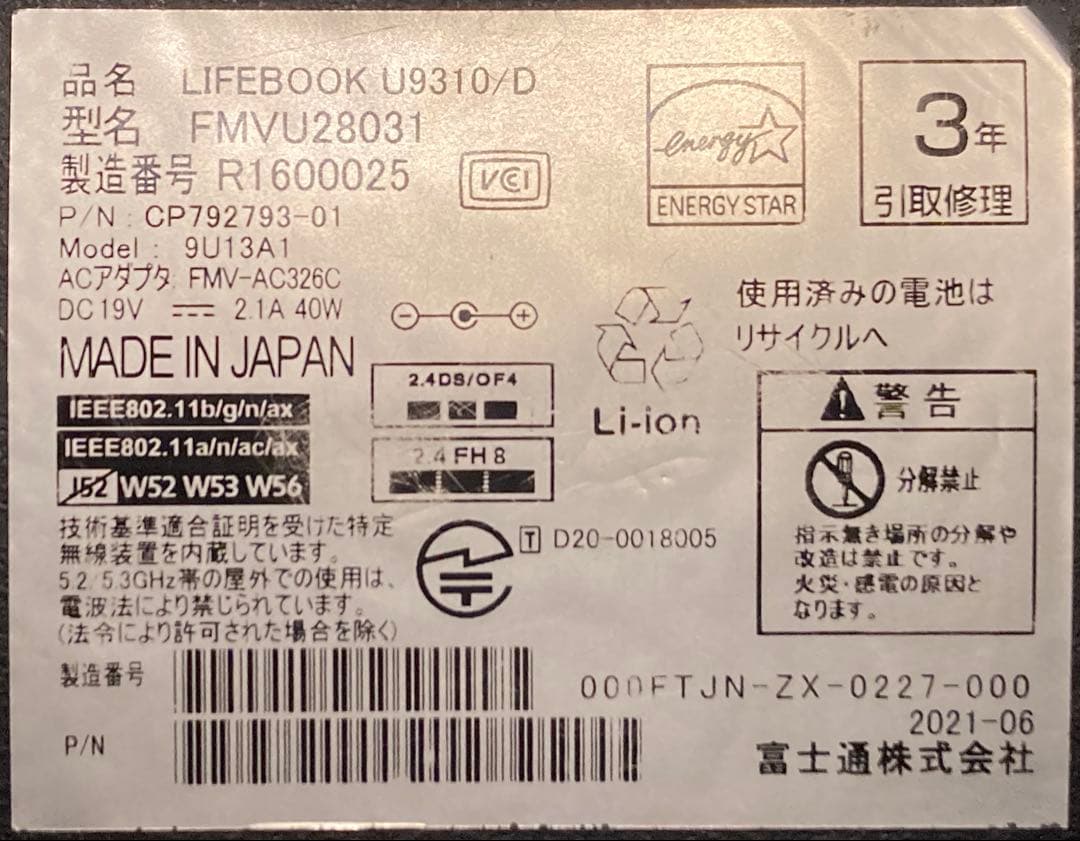 品名 LIFEBOOK U9310/D
型名 FMVU28031
製造番号 R1600025
VCCI
P/N : CP792793-01
Model : 9U13A1
ACアダプタ: FMV-AC326C
DC19V 2.1A 40W
MADE IN JAPAN
energy
ENERGY STAR
3年
引取修理
使用済みの電池は
リサイクルへ
Li-ion
IEEE802.11b/g/n/ax
IEEE802.11a/n/ac/ax
J52 W52 W53 W56
2.4DS/OF4
2.4FH8
警告
分解禁止
指示無き場所の分解や
改造は禁止です。
火災・感電の原因と
なります。
技術基準適合証明を受けた特定
無線装置を内蔵しています。
5.2/5.3GHz帯の屋外での使用は、
電波法により禁じられています。
(法令により許可された場合を除く)
T D20-0018005
製造番号
P/N
000FTJN-ZX-0227-000
2021-06
富士通株式会社